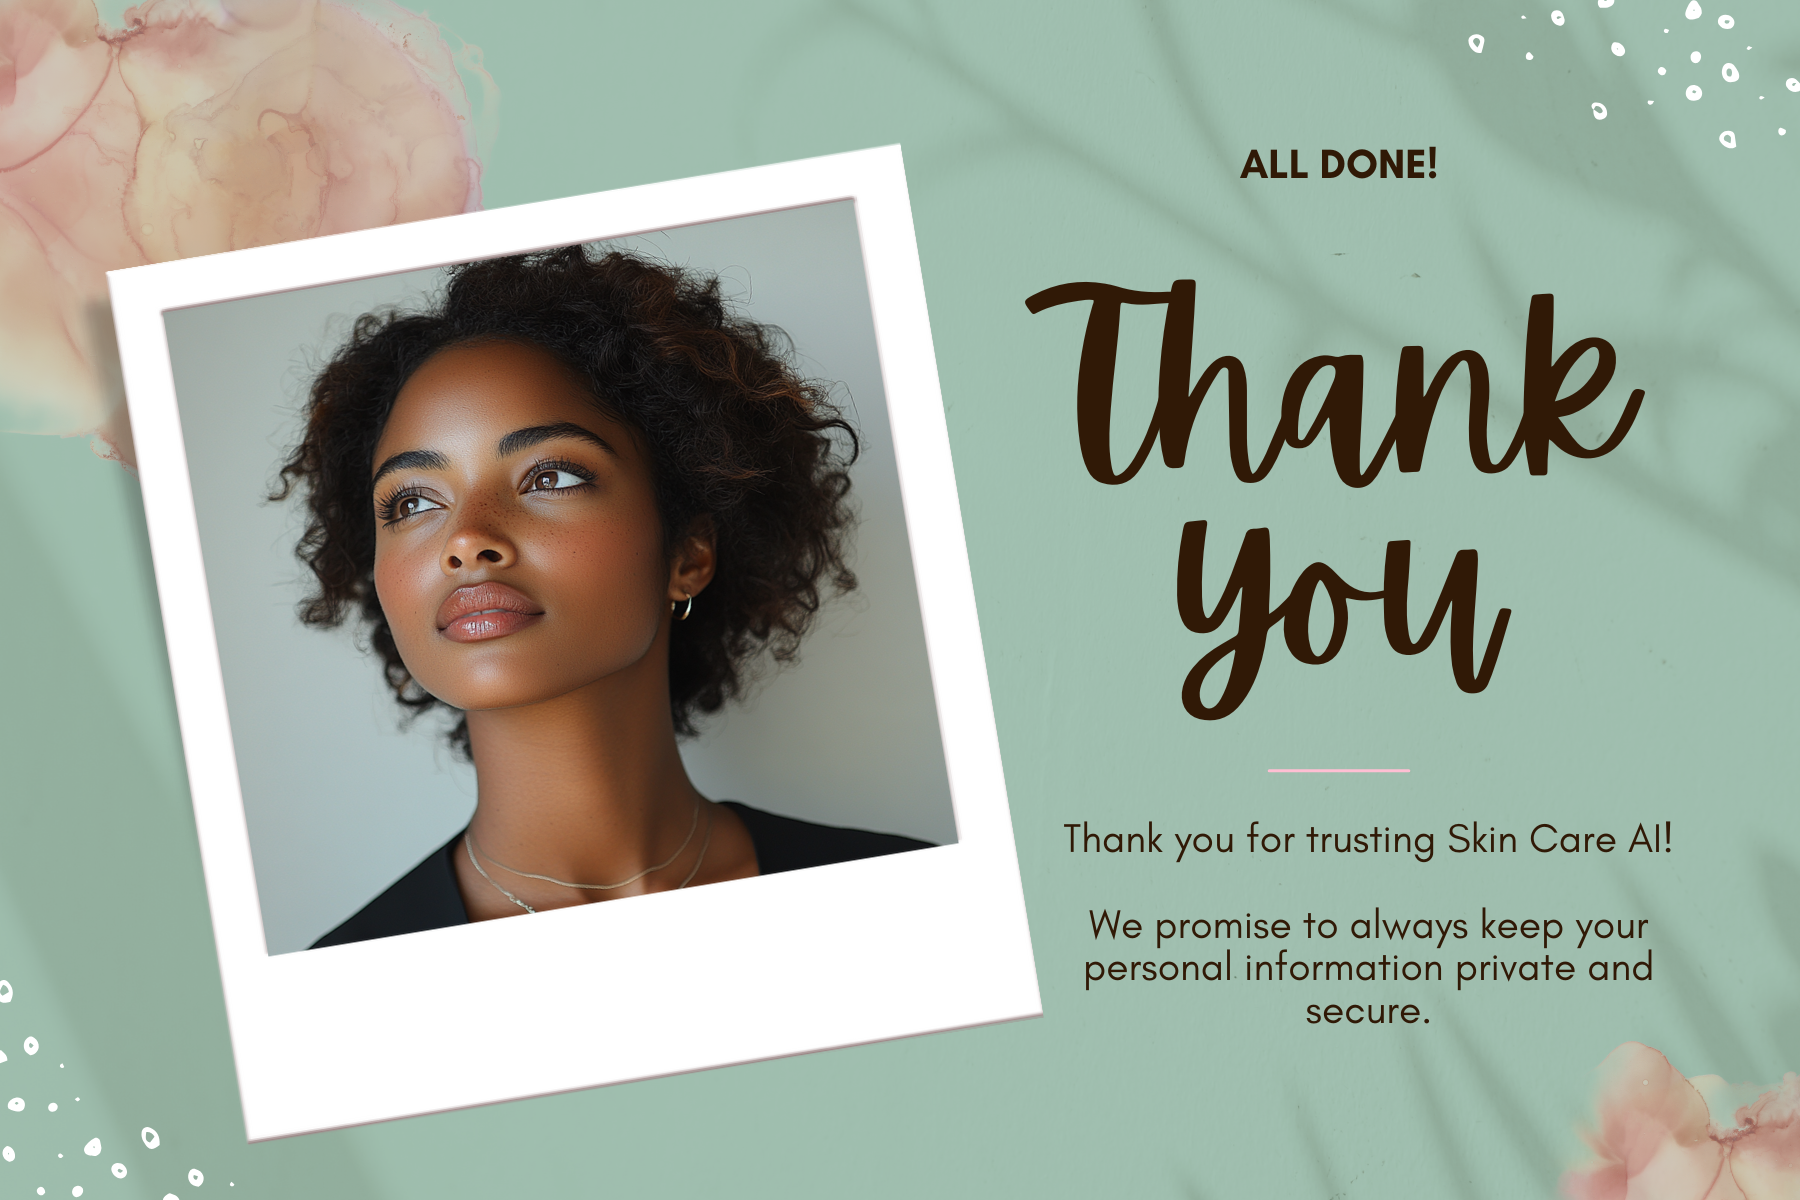 ALL DONE!
Thank
you
Thank you for trusting Skin Care AI!
We promise to always keep your
personal information private and
secure.